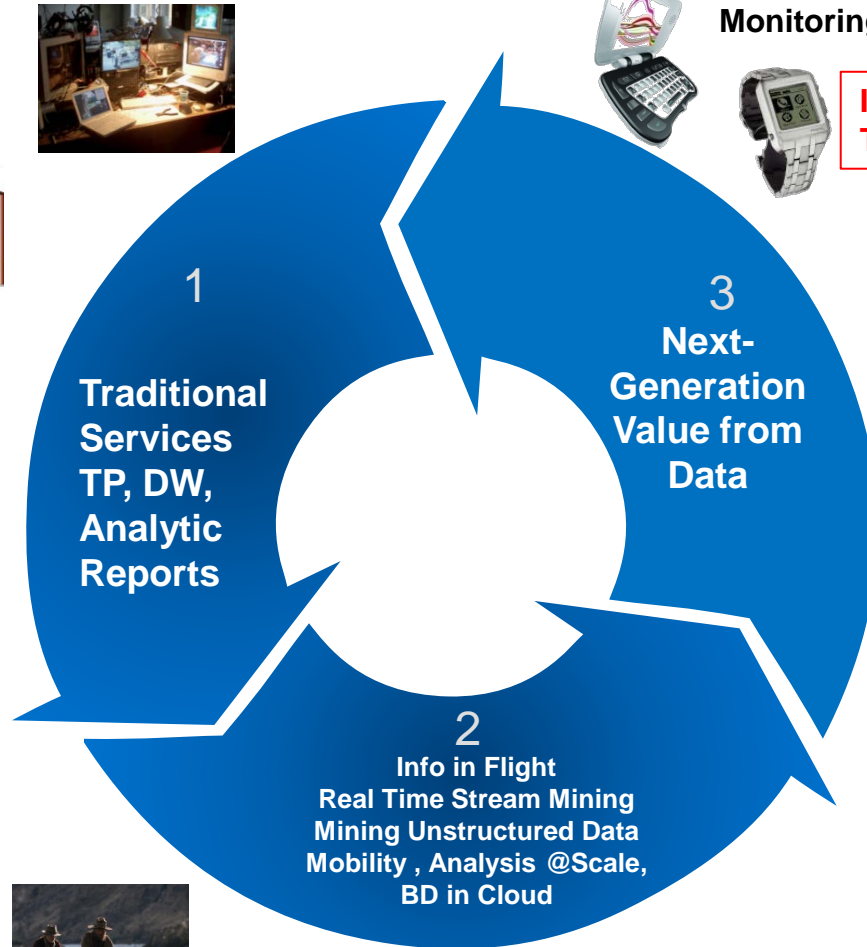 Monitoring
1
Traditional
Services
TP, DW,
Analytic
Reports
3
Next-
Generation
Value from
Data
2
Info in Flight
Real Time Stream Mining
Mining Unstructured Data
Mobility , Analysis @Scale,
BD in Cloud